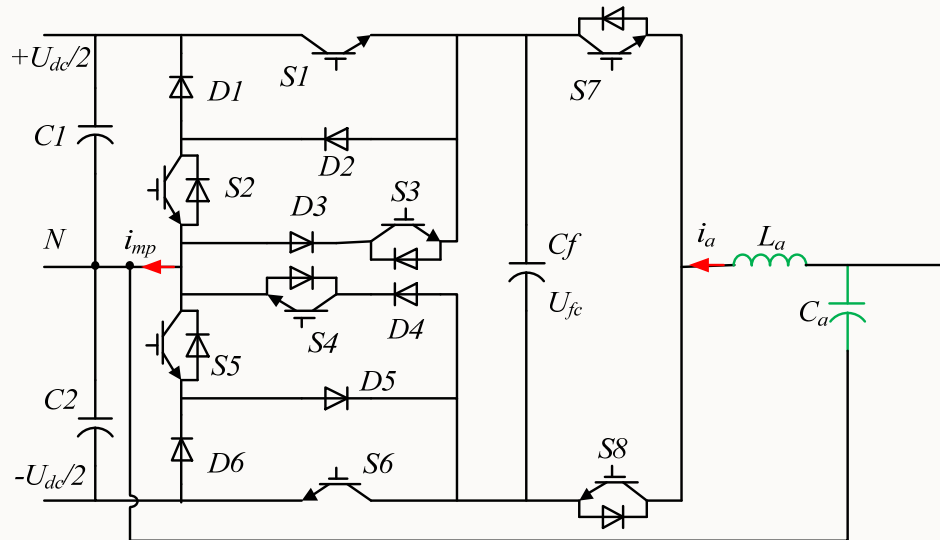 +Udc/2
D1
S1
S7
C1
D2
S2
D3
S3
N
imp
Cf
ia
La
Ufc
Ca
S4
D4
S5
D5
C2
D6
S6
S8
-Udc/2